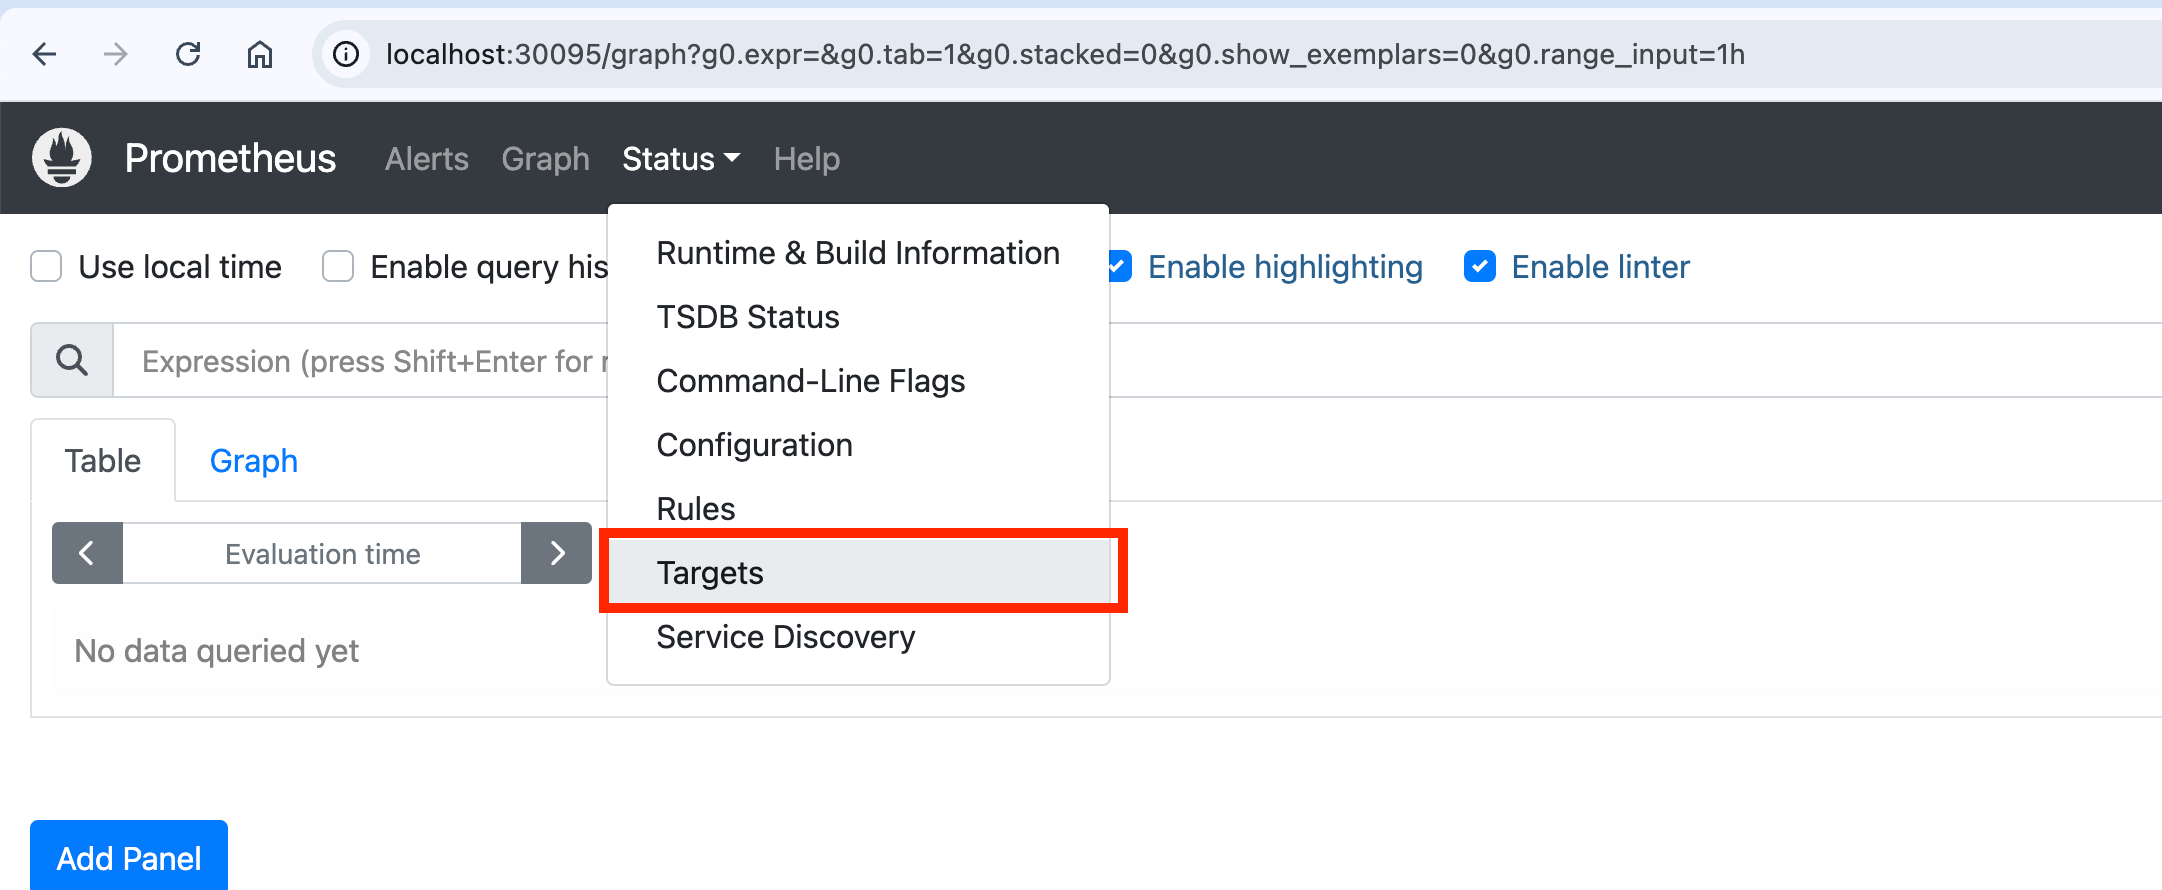 localhost:30095/graph?g0.expr=&g0.tab=1&g0.stacked=0&g0.show_exemplars=0&g0.range_input=1h
Prometheus Alerts Graph Status Help
Use local time Enable query his Enable highlighting Enable linter
Expression (press Shift+Enter for
Runtime & Build Information
TSDB Status
Command-Line Flags
Configuration
Rules
Targets
Service Discovery
Table Graph
Evaluation time
No data queried yet
Add Panel